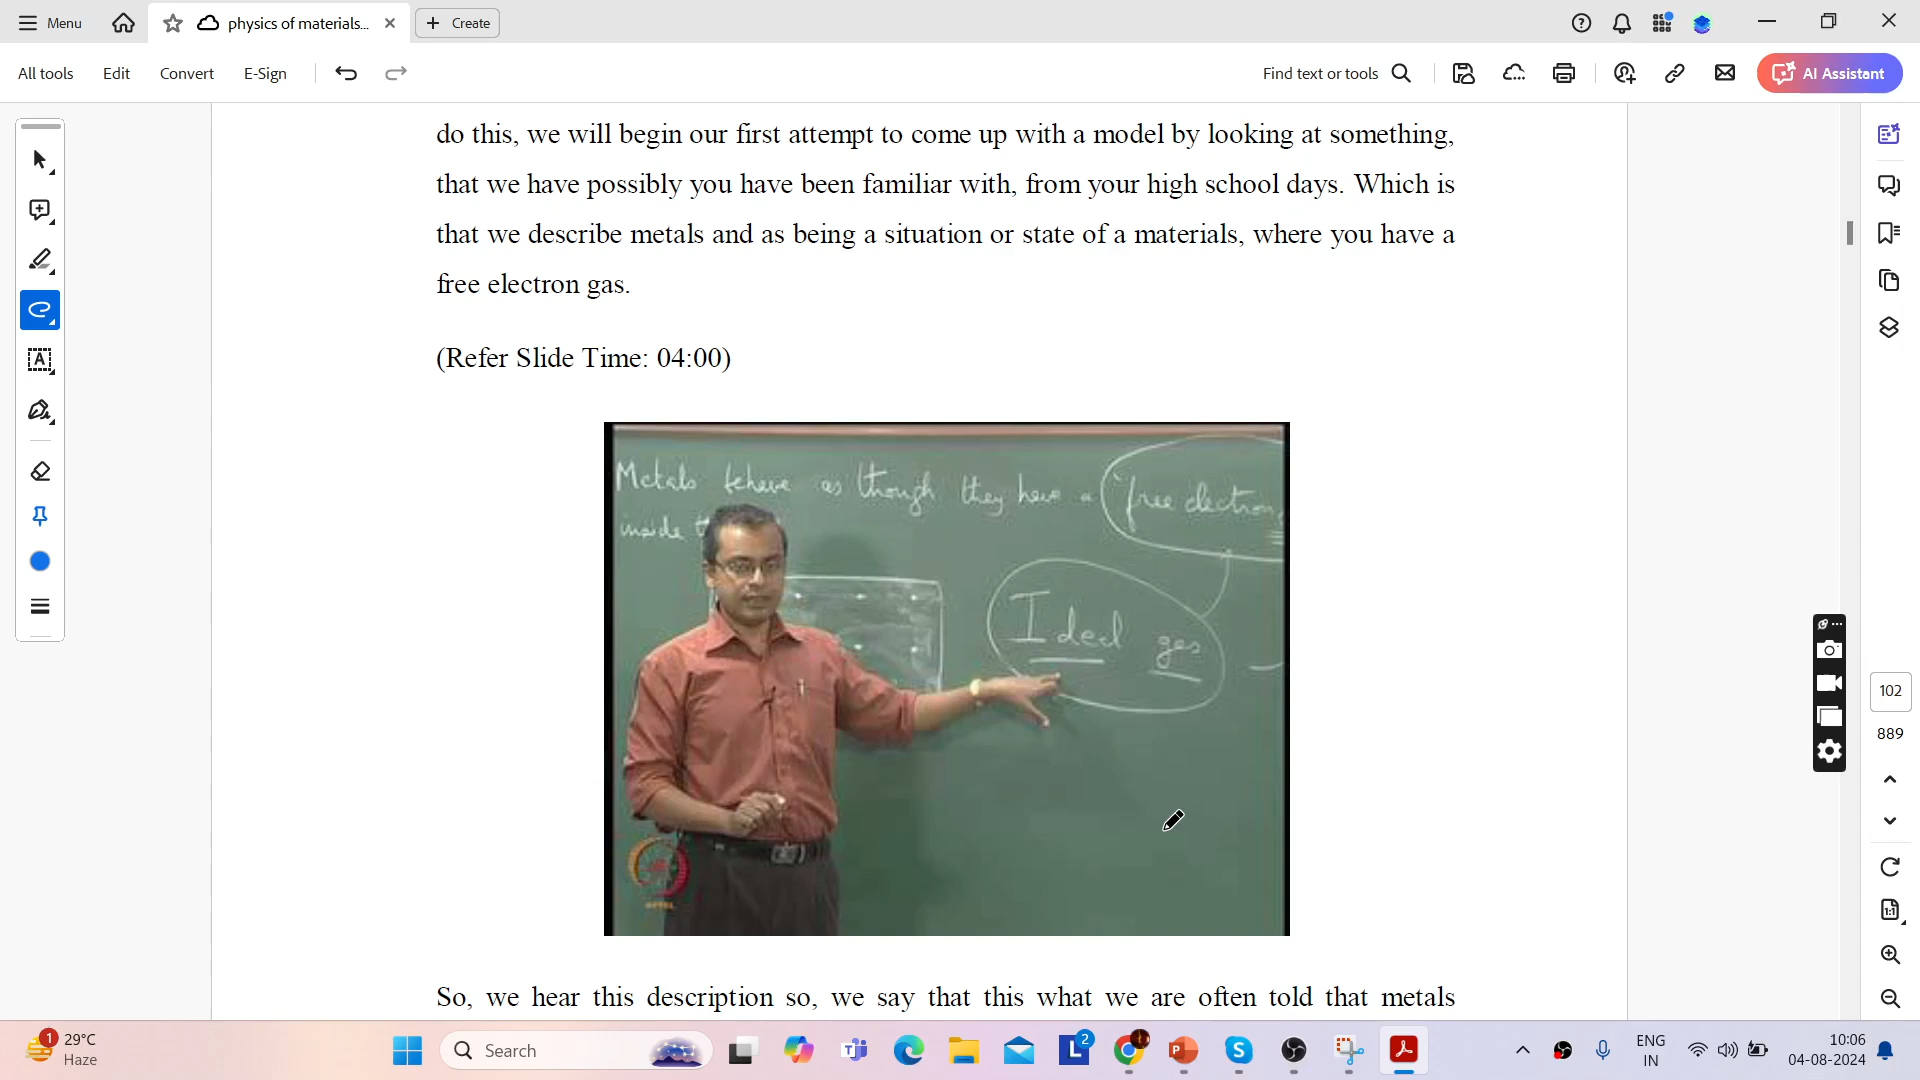 Menu
physics of materials...
Create
All tools
Edit
Convert
E-Sign
Find text or tools
AI Assistant
do this, we will begin our first attempt to come up with a model by looking at something,
that we have possibly you have been familiar with, from your high school days. Which is
that we describe metals and as being a situation or state of a materials, where you have a
free electron gas.
(Refer Slide Time: 04:00)
Metals behave as though they have a "free electron
inside
Ideal gas
NPTEL
So, we hear this description so, we say that this what we are often told that metals
102
889
1
29°C
Haze
Search
2
ENG
IN
10:06
04-08-2024